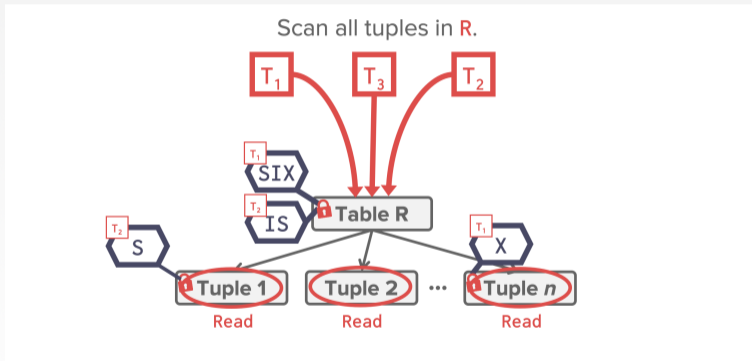 Scan all tuples in R.
T1 T3 T2
T1
SIX
T2
IS
Table R
T2
S
T1
X
Tuple 1 Tuple 2 ... Tuple n
Read Read Read